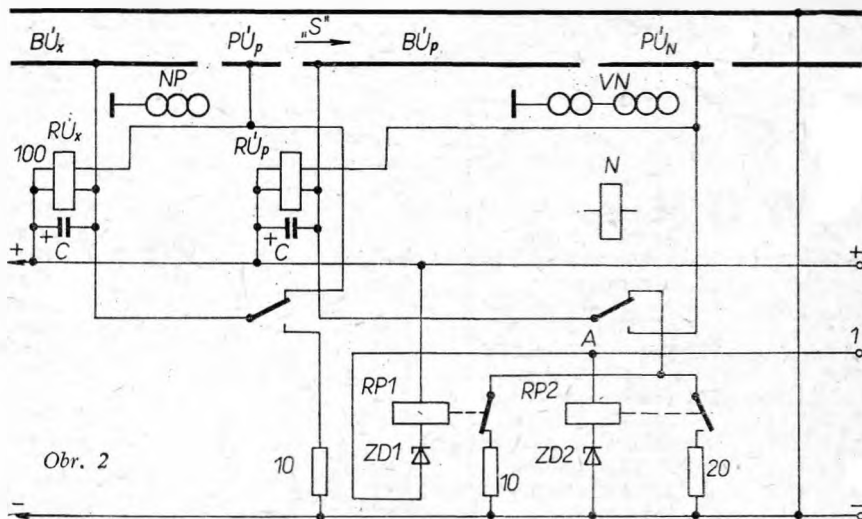 BÚx PÚp „S" BÚp PÚN
NP VN
RÚx RÚp N
100
+ C + C
+ +
A 1
RP1 RP2
ZD1 ZD2
10 10 20
Obr. 2
- -